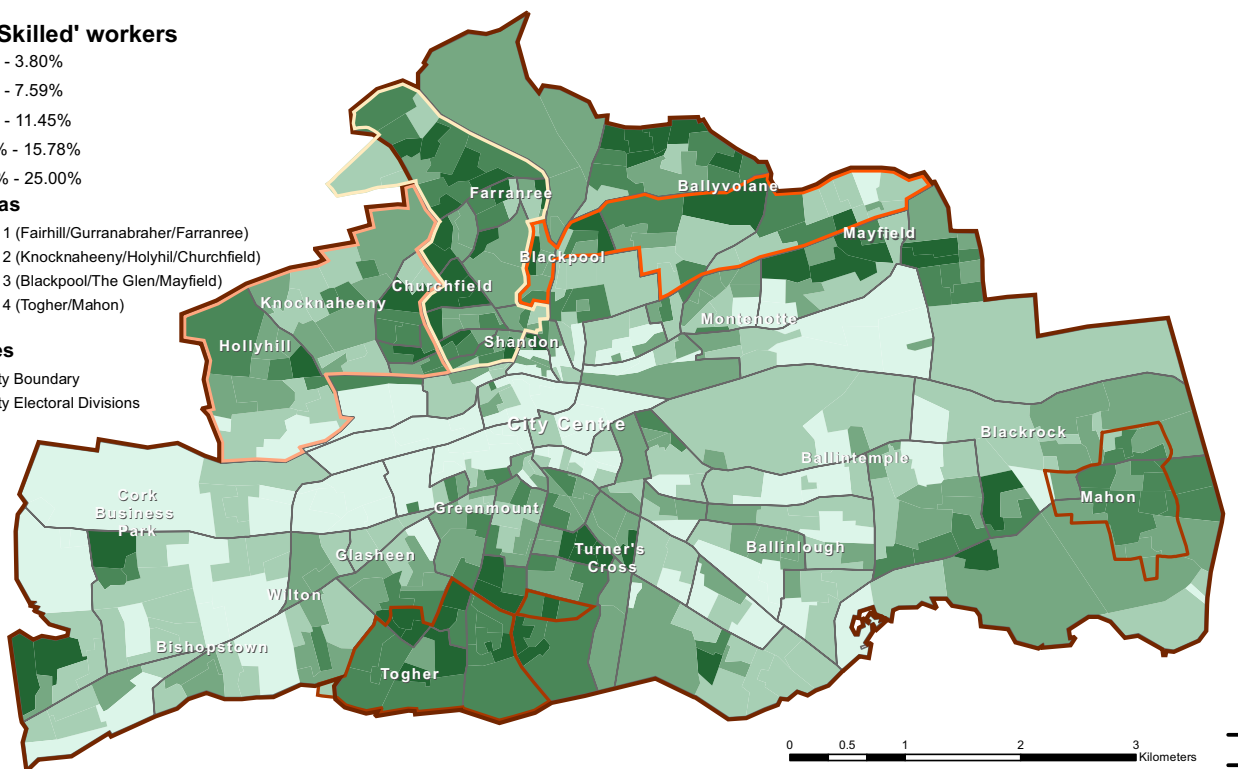 Skilled' workers
- 3.80%
- 7.59%
- 11.45%
% - 15.78%
% - 25.00%
as
1 (Fairhill/Gurranabraher/Farranree)
2 (Knocknaheeny/Holyhil/Churchfield)
3 (Blackpool/The Glen/Mayfield)
4 (Togher/Mahon)
es
ty Boundary
ty Electoral Divisions
Ballyvolane
Farranree
Mayfield
Blackpool
Churchfield
Knocknaheeny
Montenotte
Shandon
Hollyhill
City Centre
Blackrock
Ballintemple
Cork
Business
Park
Mahon
Greenmount
Glasheen
Turner's
Cross
Ballinlough
Wilton
Bishopstown
Togher
0 0.5 1 2 3
Kilometers